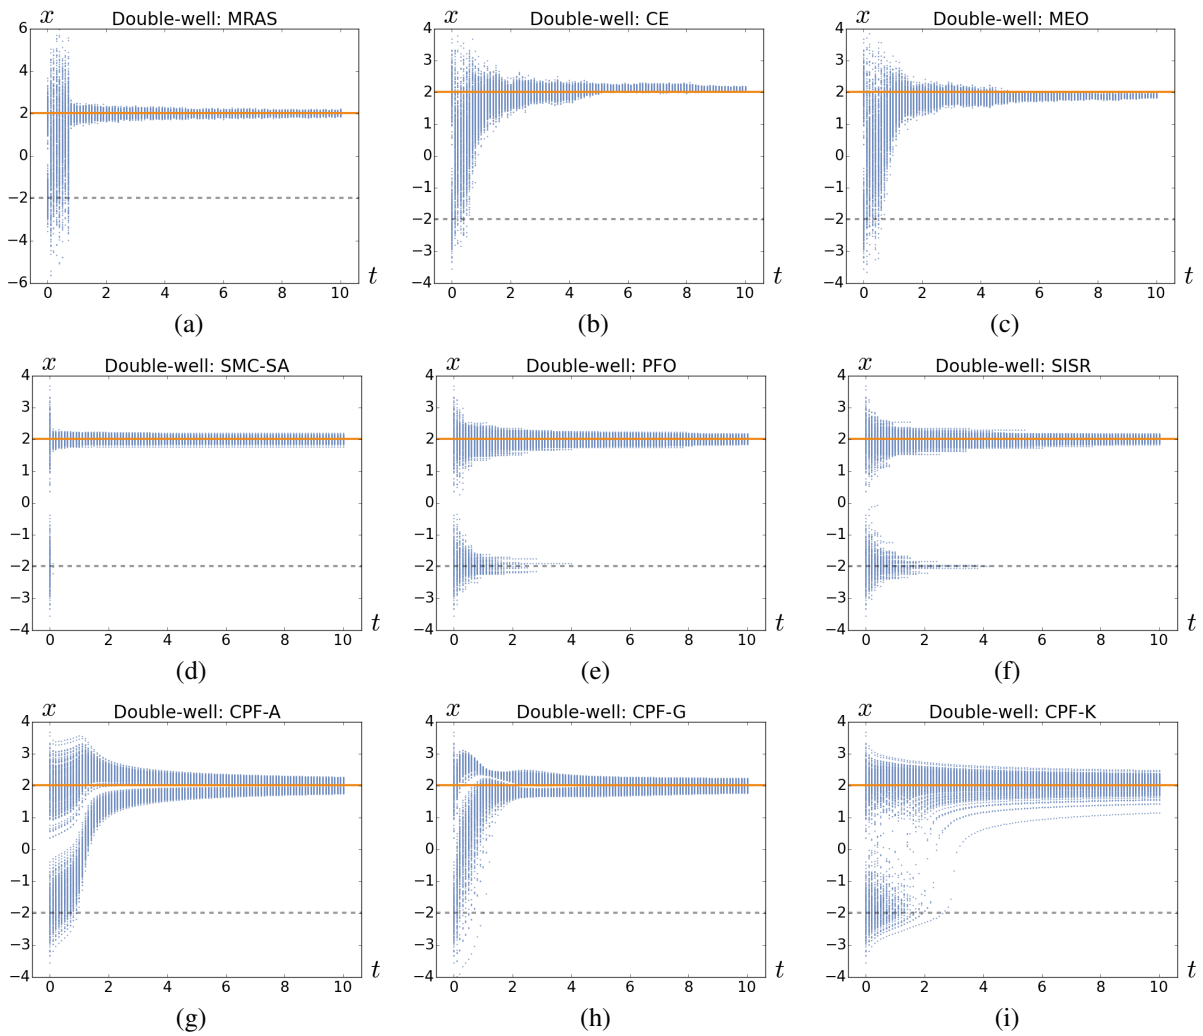 x Double-well: MRAS
6
4
2
0
−2
−4
−6
0 2 4 6 8 10 t
(a)
x Double-well: CE
4
3
2
1
0
−1
−2
−3
−4
0 2 4 6 8 10 t
(b)
x Double-well: MEO
4
3
2
1
0
−1
−2
−3
−4
0 2 4 6 8 10 t
(c)
x Double-well: SMC-SA
4
3
2
1
0
−1
−2
−3
−4
0 2 4 6 8 10 t
(d)
x Double-well: PFO
4
3
2
1
0
−1
−2
−3
−4
0 2 4 6 8 10 t
(e)
x Double-well: SISR
4
3
2
1
0
−1
−2
−3
−4
0 2 4 6 8 10 t
(f)
x Double-well: CPF-A
4
3
2
1
0
−1
−2
−3
−4
0 2 4 6 8 10 t
(g)
x Double-well: CPF-G
4
3
2
1
0
−1
−2
−3
−4
0 2 4 6 8 10 t
(h)
x Double-well: CPF-K
4
3
2
1
0
−1
−2
−3
−4
0 2 4 6 8 10 t
(i)